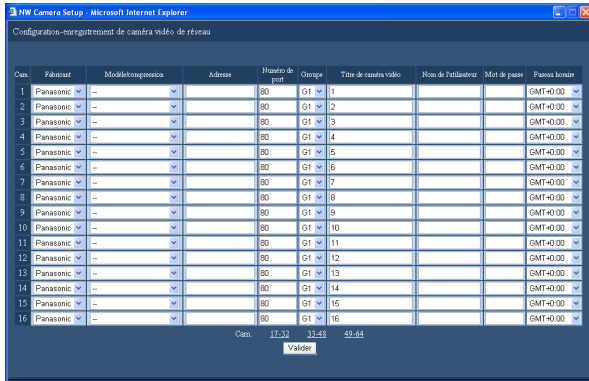 NW Camera Setup - Microsoft Internet Explorer
Configuration-enregistrement de caméra vidéo de réseau
Cam. Fabricant Modèle/compression Adresse Numéro de port Groupe Titre de caméra vidéo Nom de l'utilisateur Mot de passe Fuseau horaire
1 Panasonic -- 80 G1 1 GMT+0:00
2 Panasonic -- 80 G1 2 GMT+0:00
3 Panasonic -- 80 G1 3 GMT+0:00
4 Panasonic -- 80 G1 4 GMT+0:00
5 Panasonic -- 80 G1 5 GMT+0:00
6 Panasonic -- 80 G1 6 GMT+0:00
7 Panasonic -- 80 G1 7 GMT+0:00
8 Panasonic -- 80 G1 8 GMT+0:00
9 Panasonic -- 80 G1 9 GMT+0:00
10 Panasonic -- 80 G1 10 GMT+0:00
11 Panasonic -- 80 G1 11 GMT+0:00
12 Panasonic -- 80 G1 12 GMT+0:00
13 Panasonic -- 80 G1 13 GMT+0:00
14 Panasonic -- 80 G1 14 GMT+0:00
15 Panasonic -- 80 G1 15 GMT+0:00
16 Panasonic -- 80 G1 16 GMT+0:00
Cam. 17-32 33-48 49-64
Valider